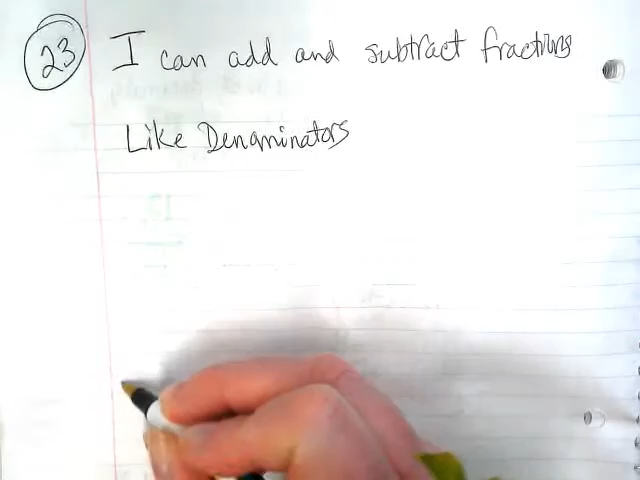 23 I can add and subtract fractions
Like Denominators